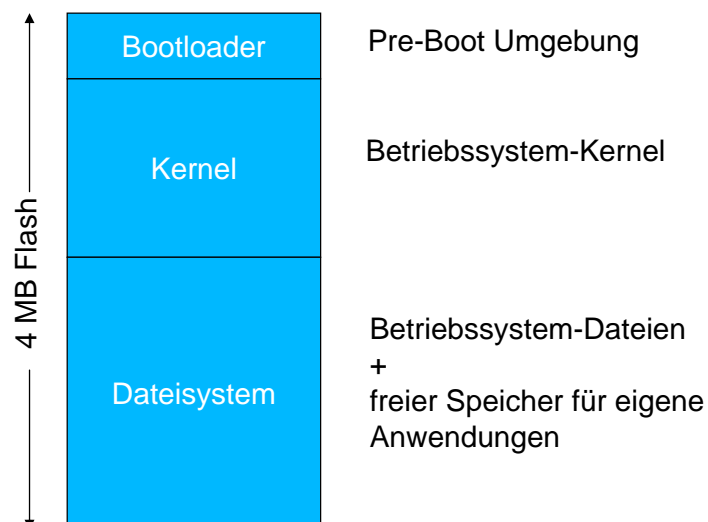 Bootloader
Pre-Boot Umgebung
Kernel
Betriebssystem-Kernel
4 MB Flash
Dateisystem
Betriebssystem-Dateien
+
freier Speicher für eigene
Anwendungen